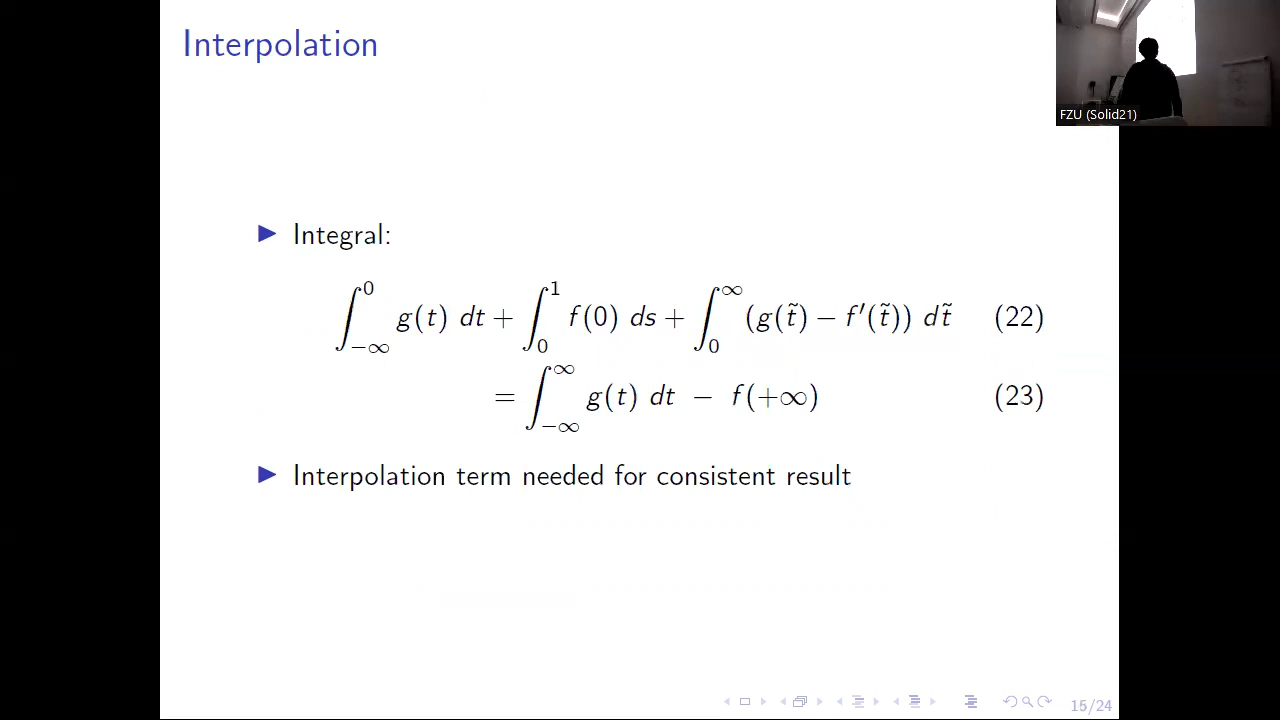 Interpolation
FZU (Solid21)
▶ Integral:
∫_{-∞}^{0} g(t) dt + ∫_{0}^{1} f(0) ds + ∫_{0}^{∞} (g(t̃) − f′(t̃)) dt̃ (22)
= ∫_{-∞}^{∞} g(t) dt − f(+∞) (23)
▶ Interpolation term needed for consistent result
15/24